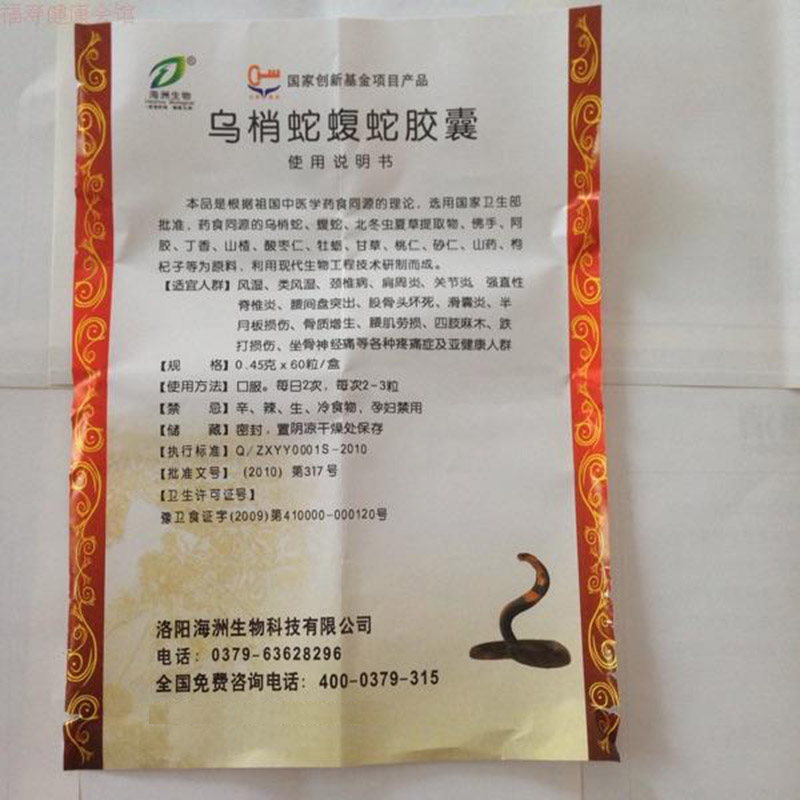 福寿健康会馆
海洲生物
国家创新基金项目产品
乌梢蛇蝮蛇胶囊
使用说明书
本品是根据祖国中医学药食同源的理论，选用国家卫生部
批准，药食同源的乌梢蛇、蝮蛇、北冬虫夏草提取物、佛手、阿
胶、丁香、山楂、酸枣仁、牡蛎、甘草、桃仁、砂仁、山药、枸
杞子等为原料，利用现代生物工程技术研制而成。
【适宜人群】风湿、类风湿、颈椎病、肩周炎、关节炎、强直性
脊椎炎、腰间盘突出、股骨头坏死、滑囊炎、半
月板损伤、骨质增生、腰肌劳损、四肢麻木、跌
打损伤、坐骨神经痛等各种疼痛症及亚健康人群
【规 格】0.45克x60粒/盒
【使用方法】口服。每日2次，每次2-3粒
【禁 忌】辛、辣、生、冷食物，孕妇禁用
【储 藏】密封，置阴凉干燥处保存
【执行标准】Q/ZXYY0001S-2010
【批准文号】(2010) 第317号
【卫生许可证号】
豫卫食证字(2009)第410000-000120号
洛阳海洲生物科技有限公司
电话：0379-63628296
全国免费咨询电话：400-0379-315